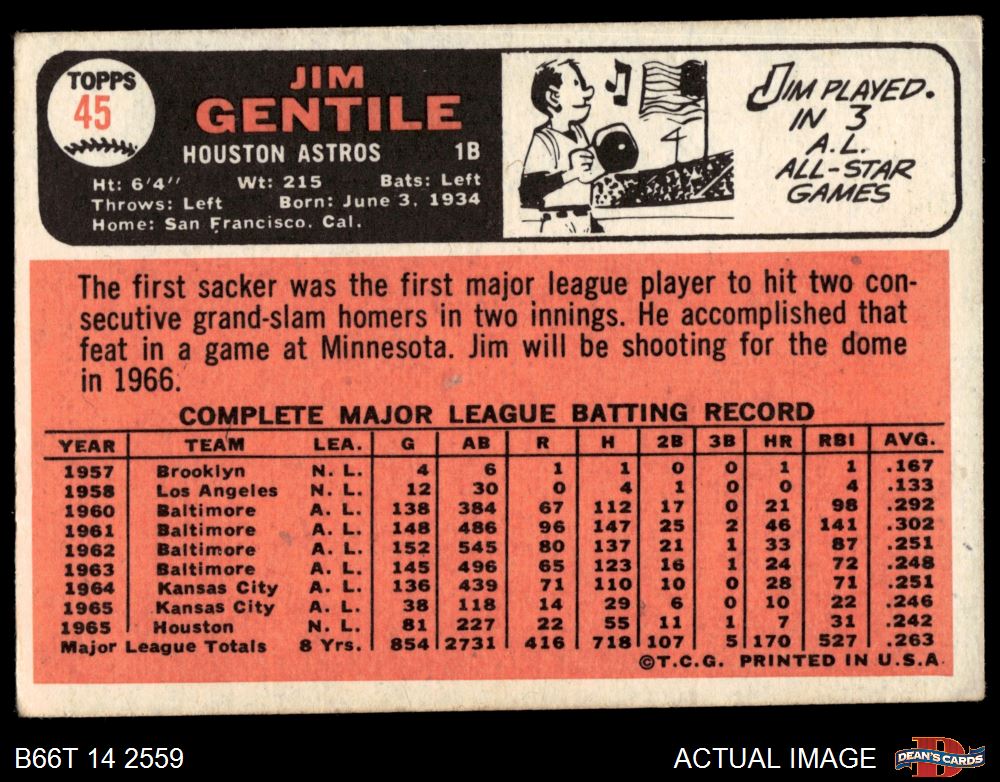 TOPPS
45
JIM
GENTILE
HOUSTON ASTROS 1B
Ht: 6'4" Wt: 215 Bats: Left
Throws: Left Born: June 3, 1934
Home: San Francisco, Cal.
JIM PLAYED
IN 3
A.L.
ALL-STAR
GAMES
4
The first sacker was the first major league player to hit two con-
secutive grand-slam homers in two innings. He accomplished that
feat in a game at Minnesota. Jim will be shooting for the dome
in 1966.
COMPLETE MAJOR LEAGUE BATTING RECORD
YEAR TEAM LEA. G AB R H 2B 3B HR RBI AVG.
1957 Brooklyn N. L. 4 6 1 1 0 0 1 1 .167
1958 Los Angeles N. L. 12 30 0 4 1 0 0 4 .133
1960 Baltimore A. L. 138 384 67 112 17 0 21 98 .292
1961 Baltimore A. L. 148 486 96 147 25 2 46 141 .302
1962 Baltimore A. L. 152 545 80 137 21 1 33 87 .251
1963 Baltimore A. L. 145 496 65 123 16 1 24 72 .248
1964 Kansas City A. L. 136 439 71 110 10 0 28 71 .251
1965 Kansas City A. L. 38 118 14 29 6 0 10 22 .246
1965 Houston N. L. 81 227 22 55 11 1 7 31 .242
Major League Totals 8 Yrs. 854 2731 416 718 107 5 170 527 .263
©T.C.G. PRINTED IN U.S.A.
B66T 14 2559
ACTUAL IMAGE
D
DEAN'S CARDS